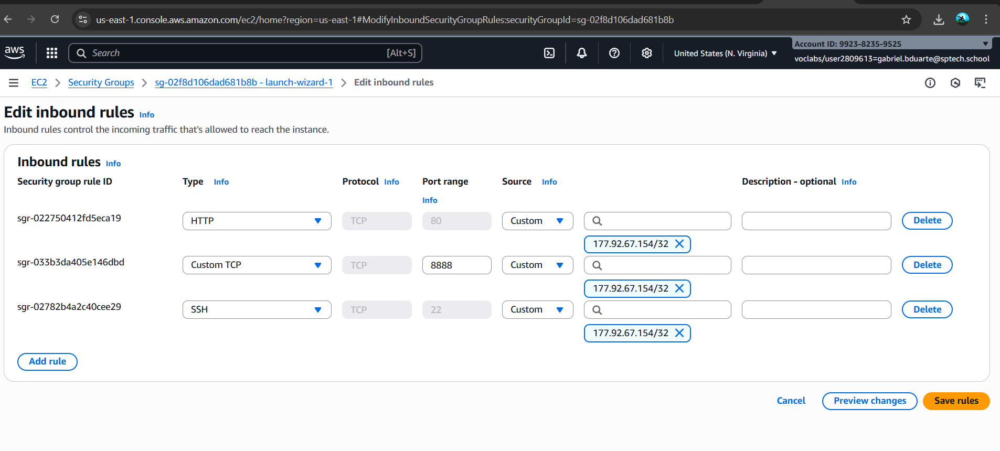 us-east-1.console.aws.amazon.com/ec2/home?region=us-east-1#ModifyInboundSecurityGroupRules:securityGroupId=sg-02f8d106dad681b8b
aws Search [Alt+S] United States (N. Virginia) Account ID: 9923-8235-9525
voclabs/user2809613=gabriel.bduarte@sptech.school
EC2 Security Groups sg-02f8d106dad681b8b - launch-wizard-1 Edit inbound rules
Edit inbound rules Info
Inbound rules control the incoming traffic that's allowed to reach the instance.
Inbound rules Info
Security group rule ID Type Info Protocol Info Port range Source Info Description - optional Info
Info
sgr-022750412fd5eca19 HTTP TCP 80 Custom Delete
177.92.67.154/32
sgr-033b3da405e146dbd Custom TCP TCP 8888 Custom Delete
177.92.67.154/32
sgr-02782b4a2c40cee29 SSH TCP 22 Custom Delete
177.92.67.154/32
Add rule
Cancel Preview changes Save rules